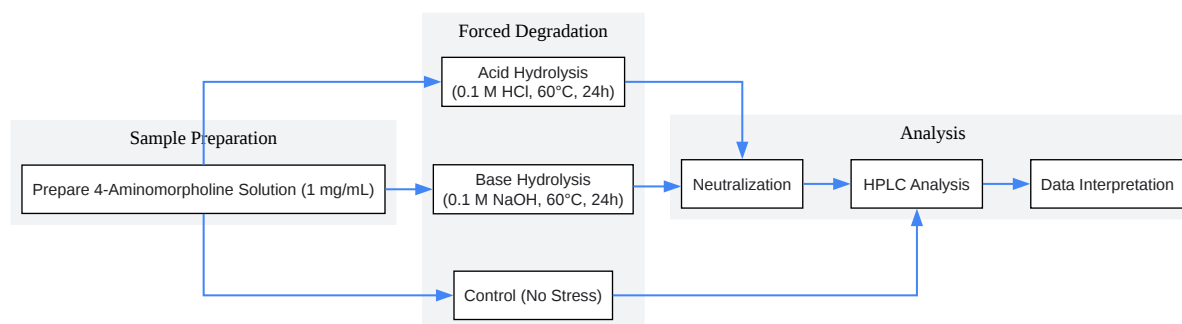 Forced Degradation
Acid Hydrolysis
(0.1 M HCl, 60°C, 24h)
Sample Preparation
Analysis
Prepare 4-Aminomorpholine Solution (1 mg/mL)
Base Hydrolysis
(0.1 M NaOH, 60°C, 24h)
Neutralization
HPLC Analysis
Data Interpretation
Control (No Stress)